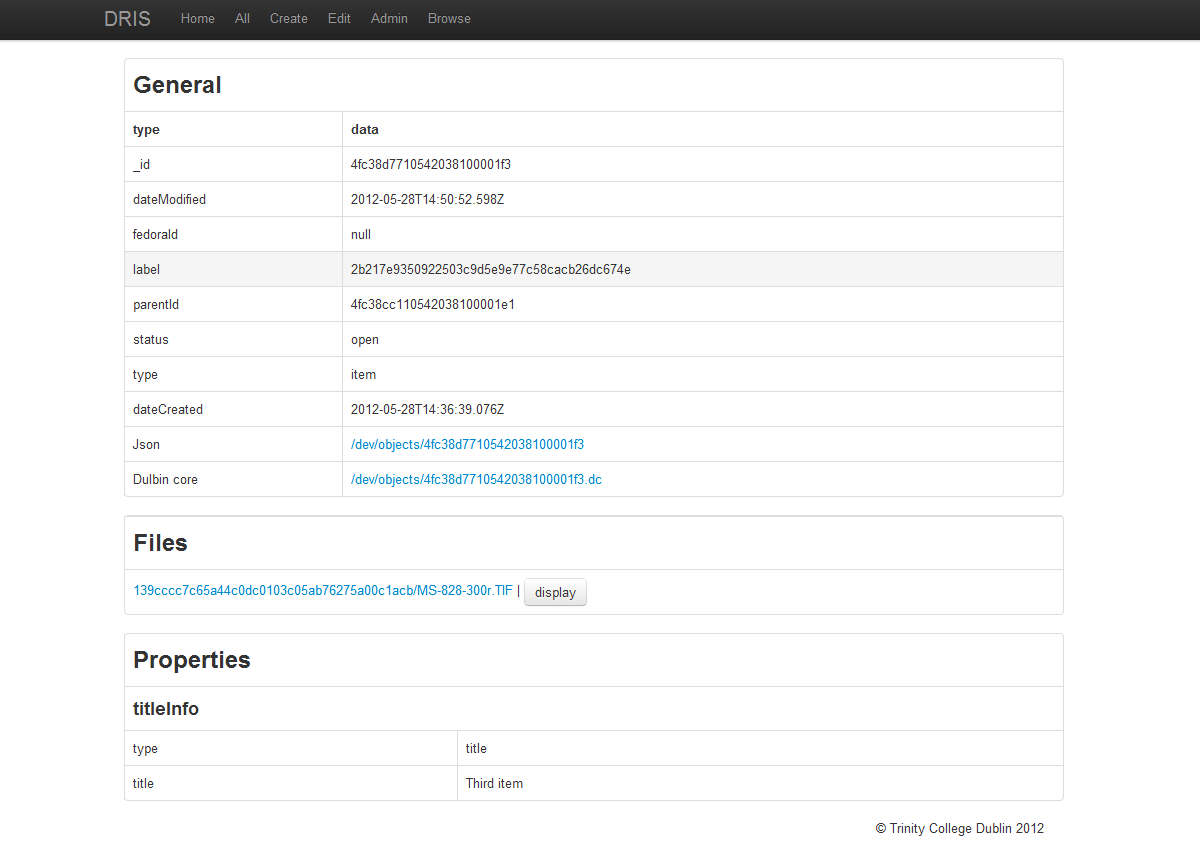 DRIS Home All Create Edit Admin Browse
General
type data
_id 4fc38d7710542038100001f3
dateModified 2012-05-28T14:50:52.598Z
fedoraId null
label 2b217e9350922503c9d5e9e77c58cacb26dc674e
parentId 4fc38cc110542038100001e1
status open
type item
dateCreated 2012-05-28T14:36:39.076Z
Json /dev/objects/4fc38d7710542038100001f3
Dulbin core /dev/objects/4fc38d7710542038100001f3.dc
Files
139cccc7c65a44c0dc0103c05ab76275a00c1acb/MS-828-300r.TIF | display
Properties
titleInfo
type title
title Third item
© Trinity College Dublin 2012